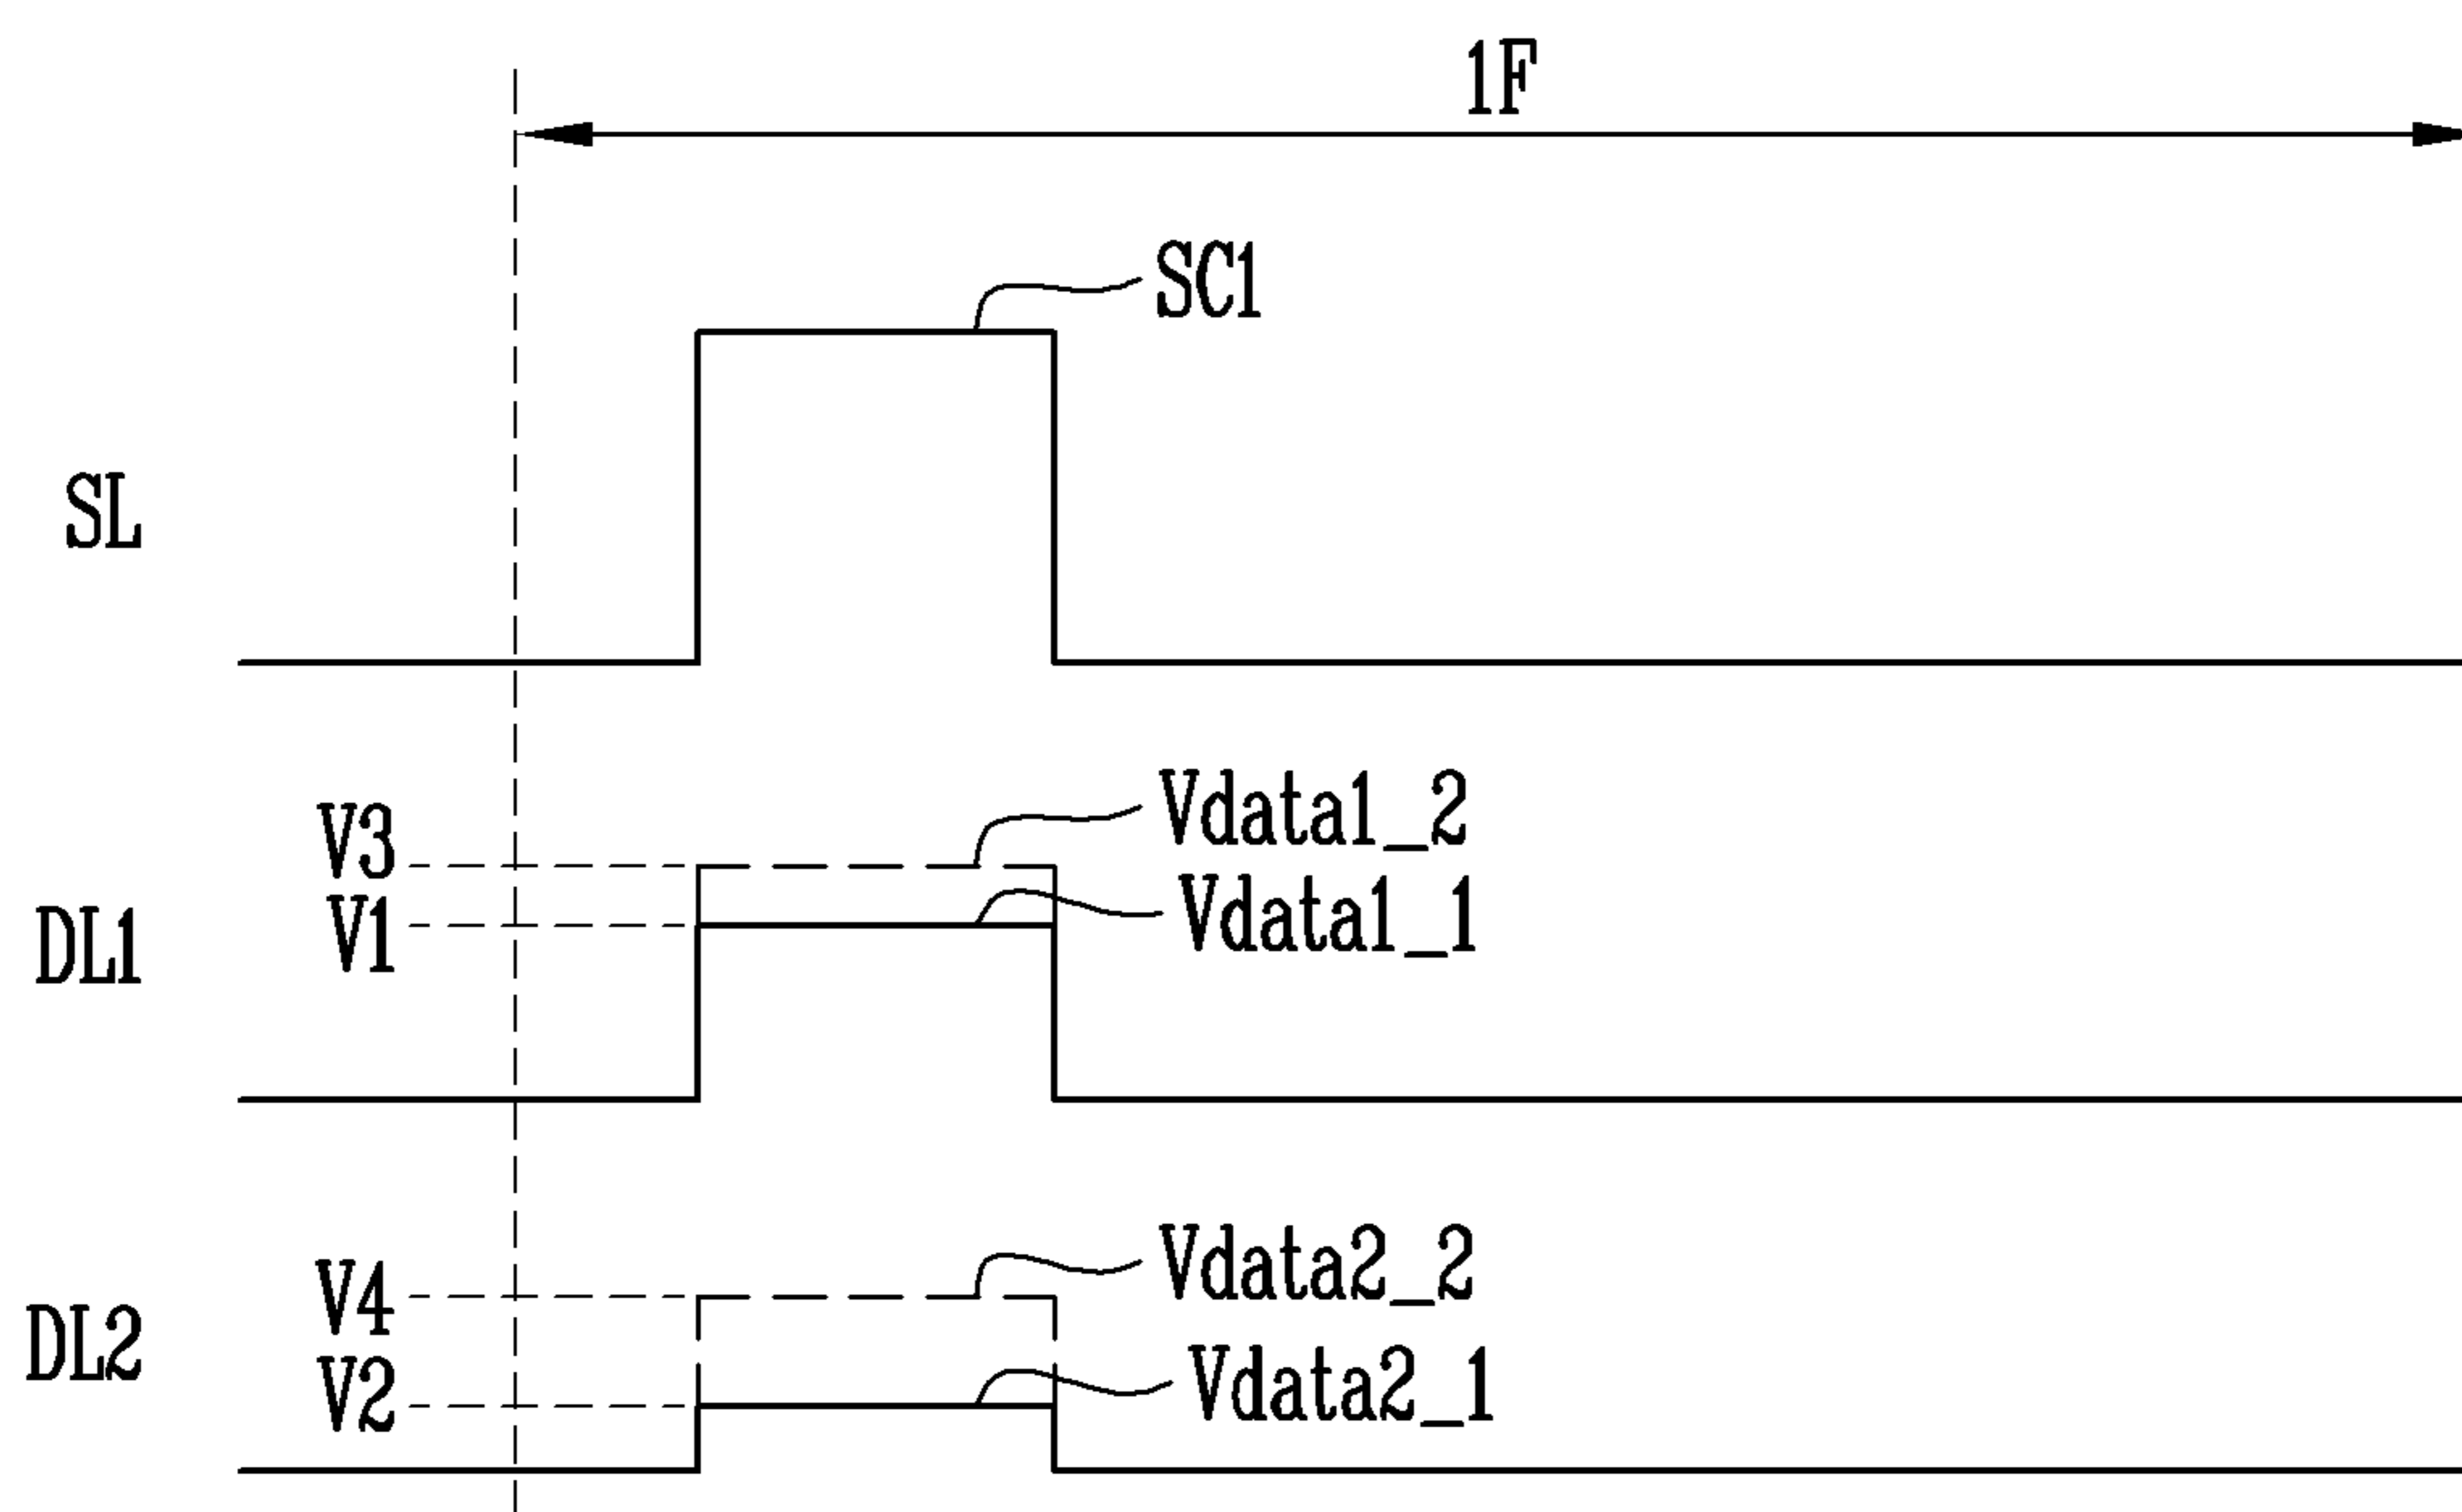 1F
SC1
SL
V3
Vdata1_2
V1
Vdata1_1
DL1
V4
Vdata2_2
DL2
V2
Vdata2_1